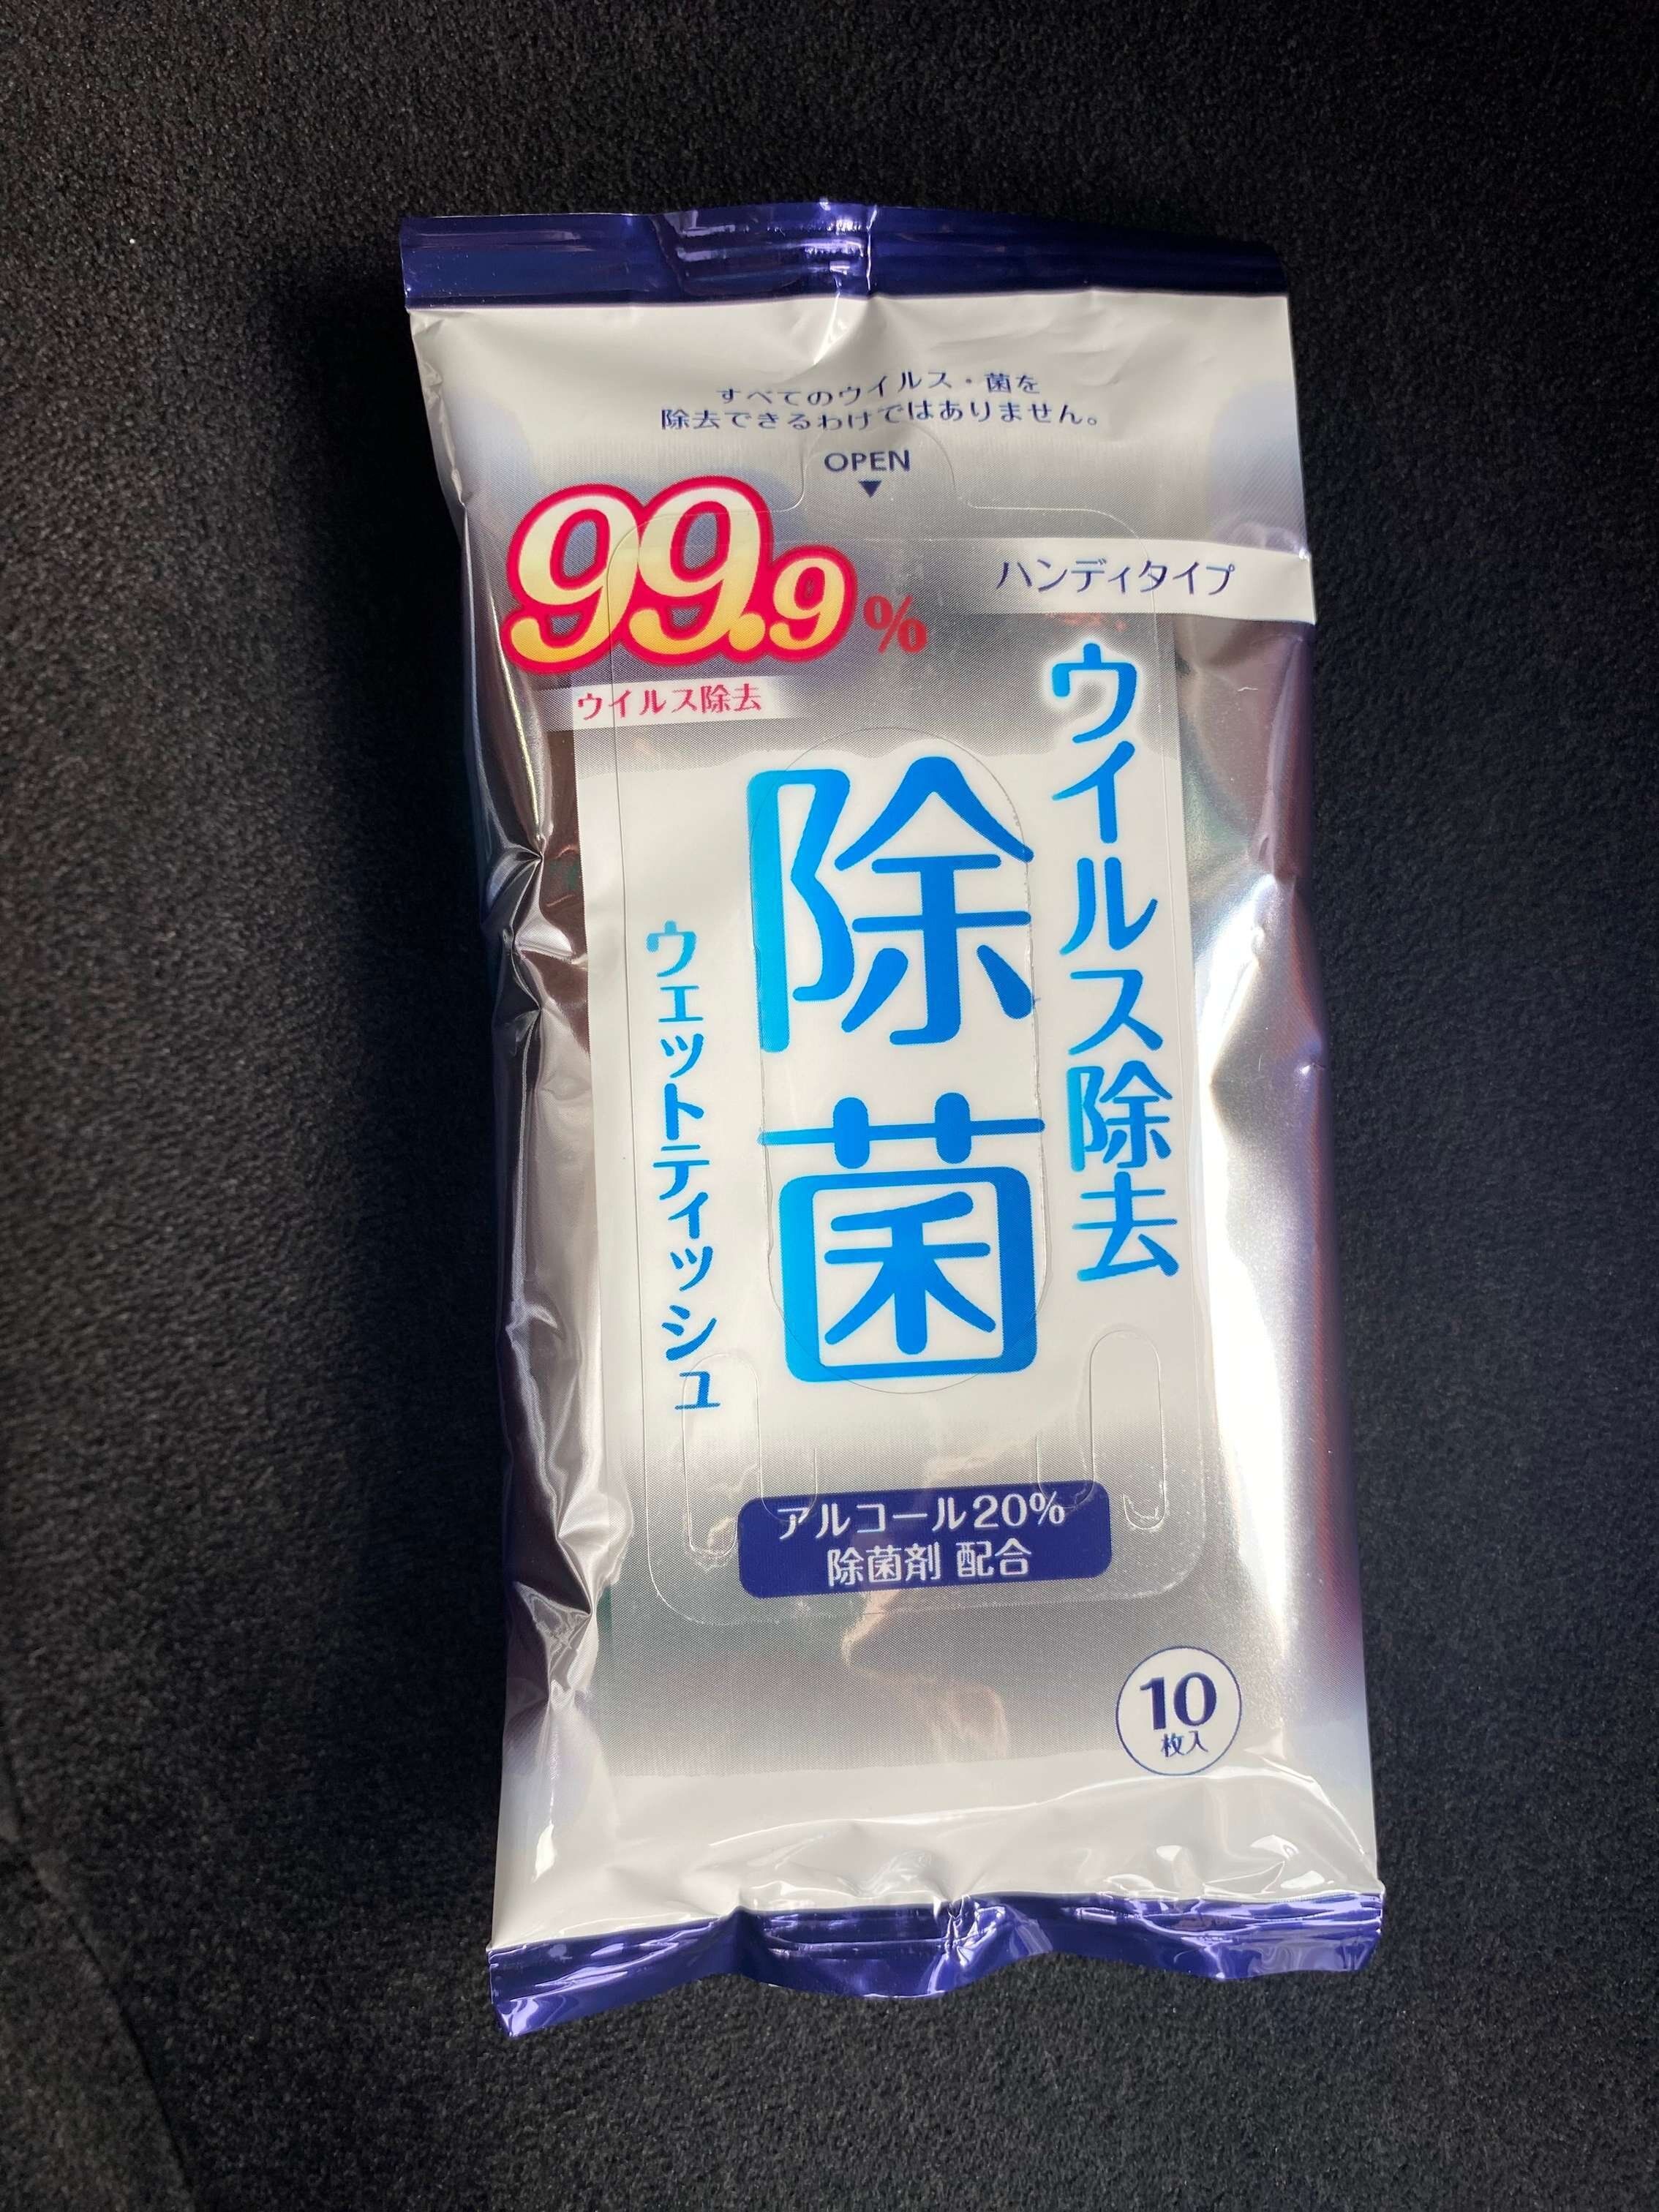 すべてのウイルス・菌を
除去できるわけではありません。
OPEN
99.9%
ウイルス除去
ハンディタイプ
ウイルス除去
除菌
ウェットティッシュ
アルコール20%
除菌剤 配合
10
枚入